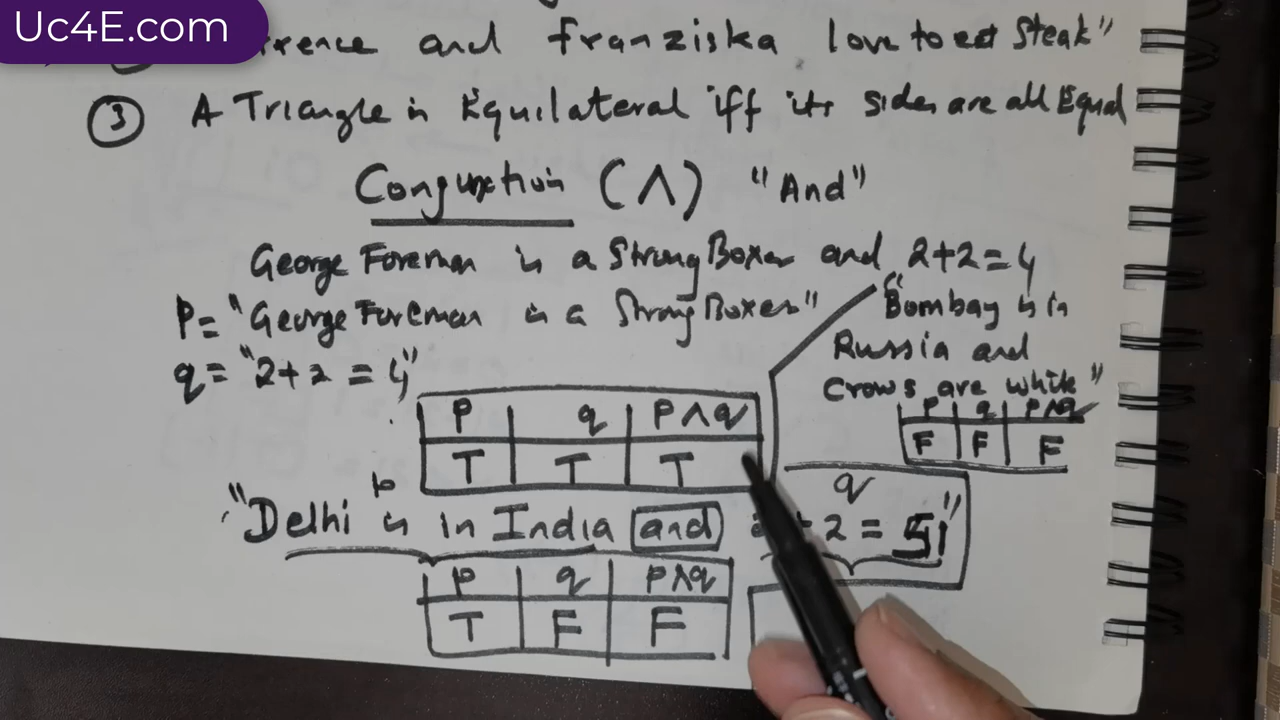 Uc4E.com
and Franziska love to eat Steak"
③ A Triangle is Equilateral iff its sides are all Equal
Conjunction (∧) "And"
George Foreman is a Strong Boxer and 2+2=4
P= "George Foreman is a Strong Boxer"
q= "2+2 = 4"
"Bombay is in
Russia and
Crows are white"
P q P∧q
F F F
P q P∧q
T T T
p q
"Delhi is in India and 2 = 5"
P q P∧q
T F F